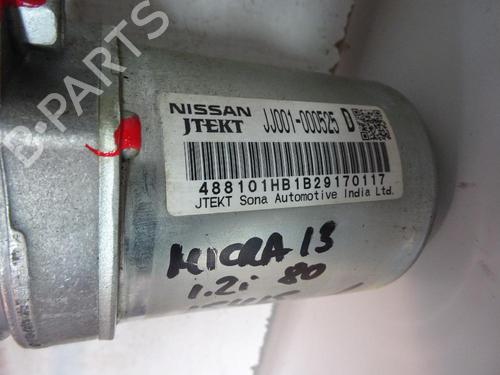 B-PARTS
NISSAN
JTEKT JJ001-000525 D
488101HB1B29170117
JTEKT Sona Automotive India Ltd.
MICRA 13
1.2i 80